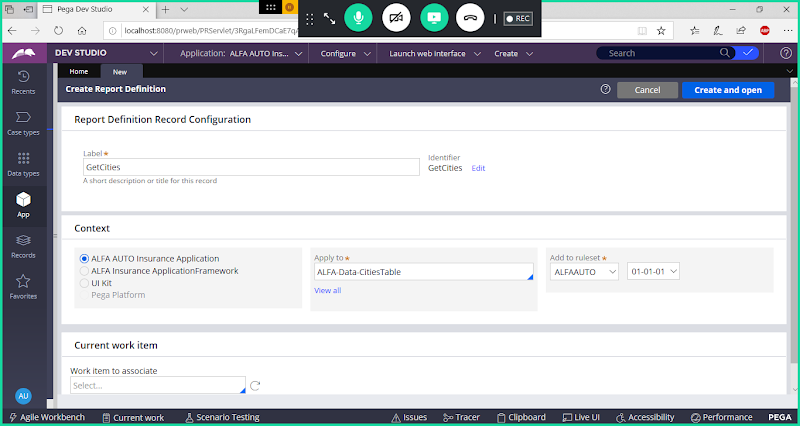 Pega Dev Studio
localhost:8080/prweb/PRServlet/3RgaLFemDCaE7qA
REC
DEV STUDIO
Application: ALFA AUTO Ins...
Configure
Launch web interface
Create
Search
Home
New
Recents
Case types
Data types
App
Records
Favorites
AU
Create Report Definition
Cancel
Create and open
Report Definition Record Configuration
Label
GetCities
A short description or title for this record
Identifier
GetCities Edit
Context
ALFA AUTO Insurance Application
ALFA Insurance ApplicationFramework
UI Kit
Pega Platform
Apply to
ALFA-Data-CitiesTable
View all
Add to ruleset
ALFAAUTO
01-01-01
Current work item
Work item to associate
Select...
Agile Workbench
Current work
Scenario Testing
Issues
Tracer
Clipboard
Live UI
Accessibility
Performance
PEGA